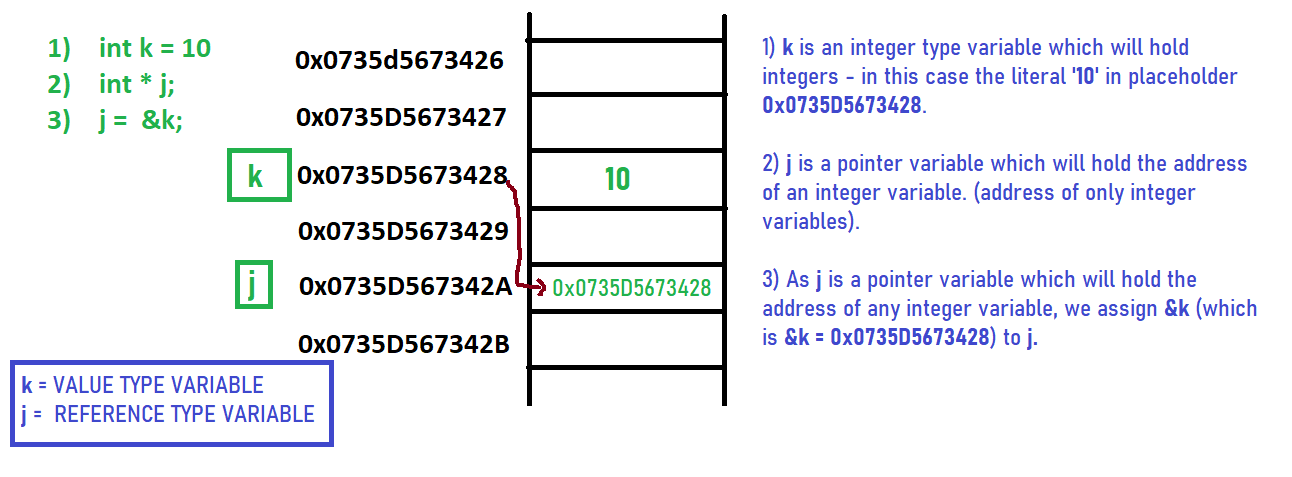 1) int k = 10
2) int * j;
3) j = &k;
0x0735d5673426
0x0735D5673427
k
0x0735D5673428
10
0x0735D5673429
j
0x0735D567342A
0x0735D5673428
0x0735D567342B
k = VALUE TYPE VARIABLE
j = REFERENCE TYPE VARIABLE
1) k is an integer type variable which will hold
integers - in this case the literal '10' in placeholder
0x0735D5673428.
2) j is a pointer variable which will hold the address
of an integer variable. (address of only integer
variables).
3) As j is a pointer variable which will hold the
address of any integer variable, we assign &k (which
is &k = 0x0735D5673428) to j.